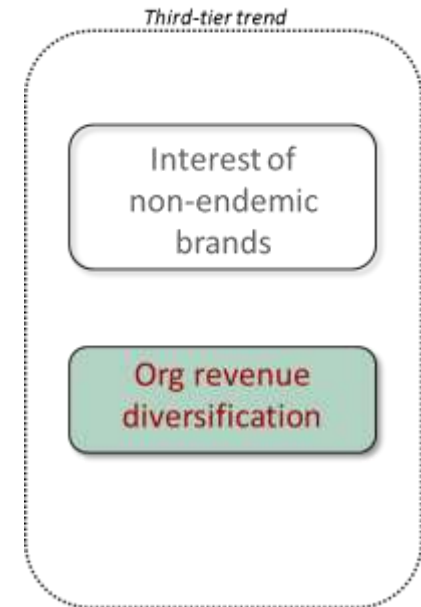 Third-tier trend
Interest of
non-endemic
brands
Org revenue
diversification